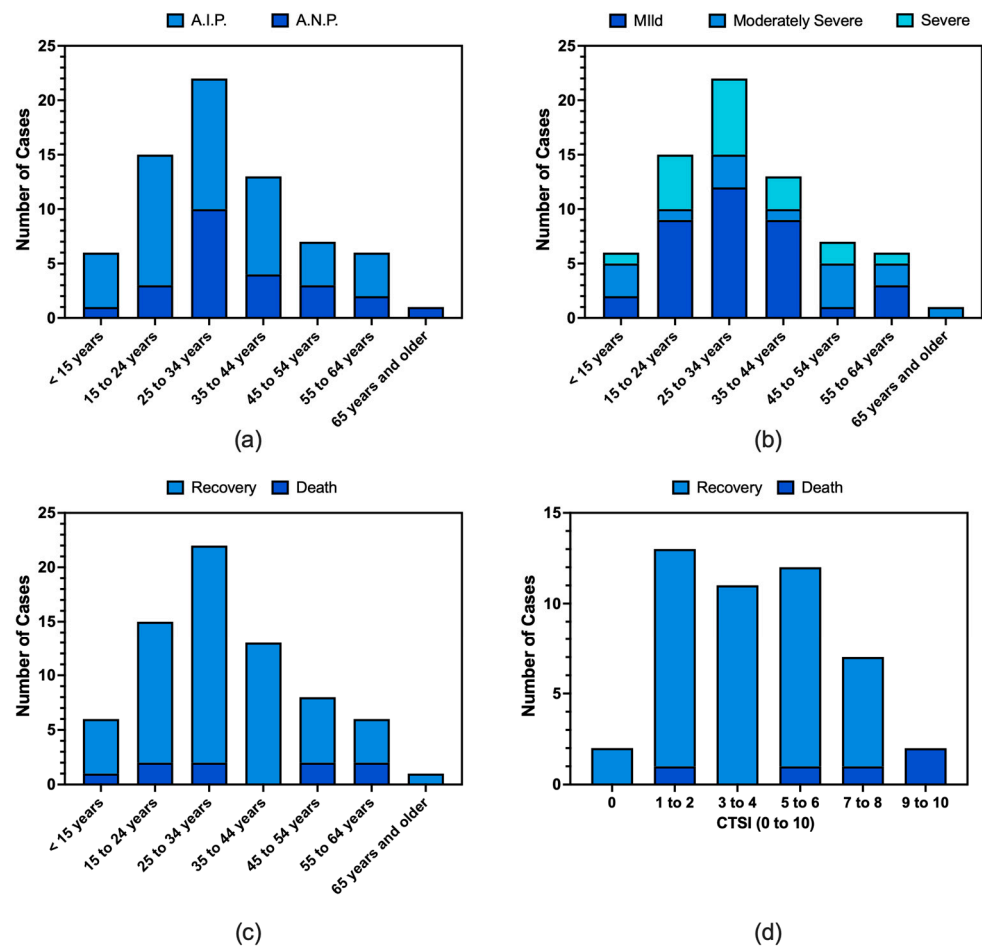 A.I.P. A.N.P.
25
20
15
10
5
0
Number of Cases
< 15 years
15 to 24 years
25 to 34 years
35 to 44 years
45 to 54 years
55 to 64 years
65 years and older
(a)
MIld Moderately Severe Severe
25
20
15
10
5
0
Number of Cases
< 15 years
15 to 24 years
25 to 34 years
35 to 44 years
45 to 54 years
55 to 64 years
65 years and older
(b)
Recovery Death
25
20
15
10
5
0
Number of Cases
< 15 years
15 to 24 years
25 to 34 years
35 to 44 years
45 to 54 years
55 to 64 years
65 years and older
(c)
Recovery Death
15
10
5
0
Number of Cases
0 1 to 2 3 to 4 5 to 6 7 to 8 9 to 10
CTSI (0 to 10)
(d)